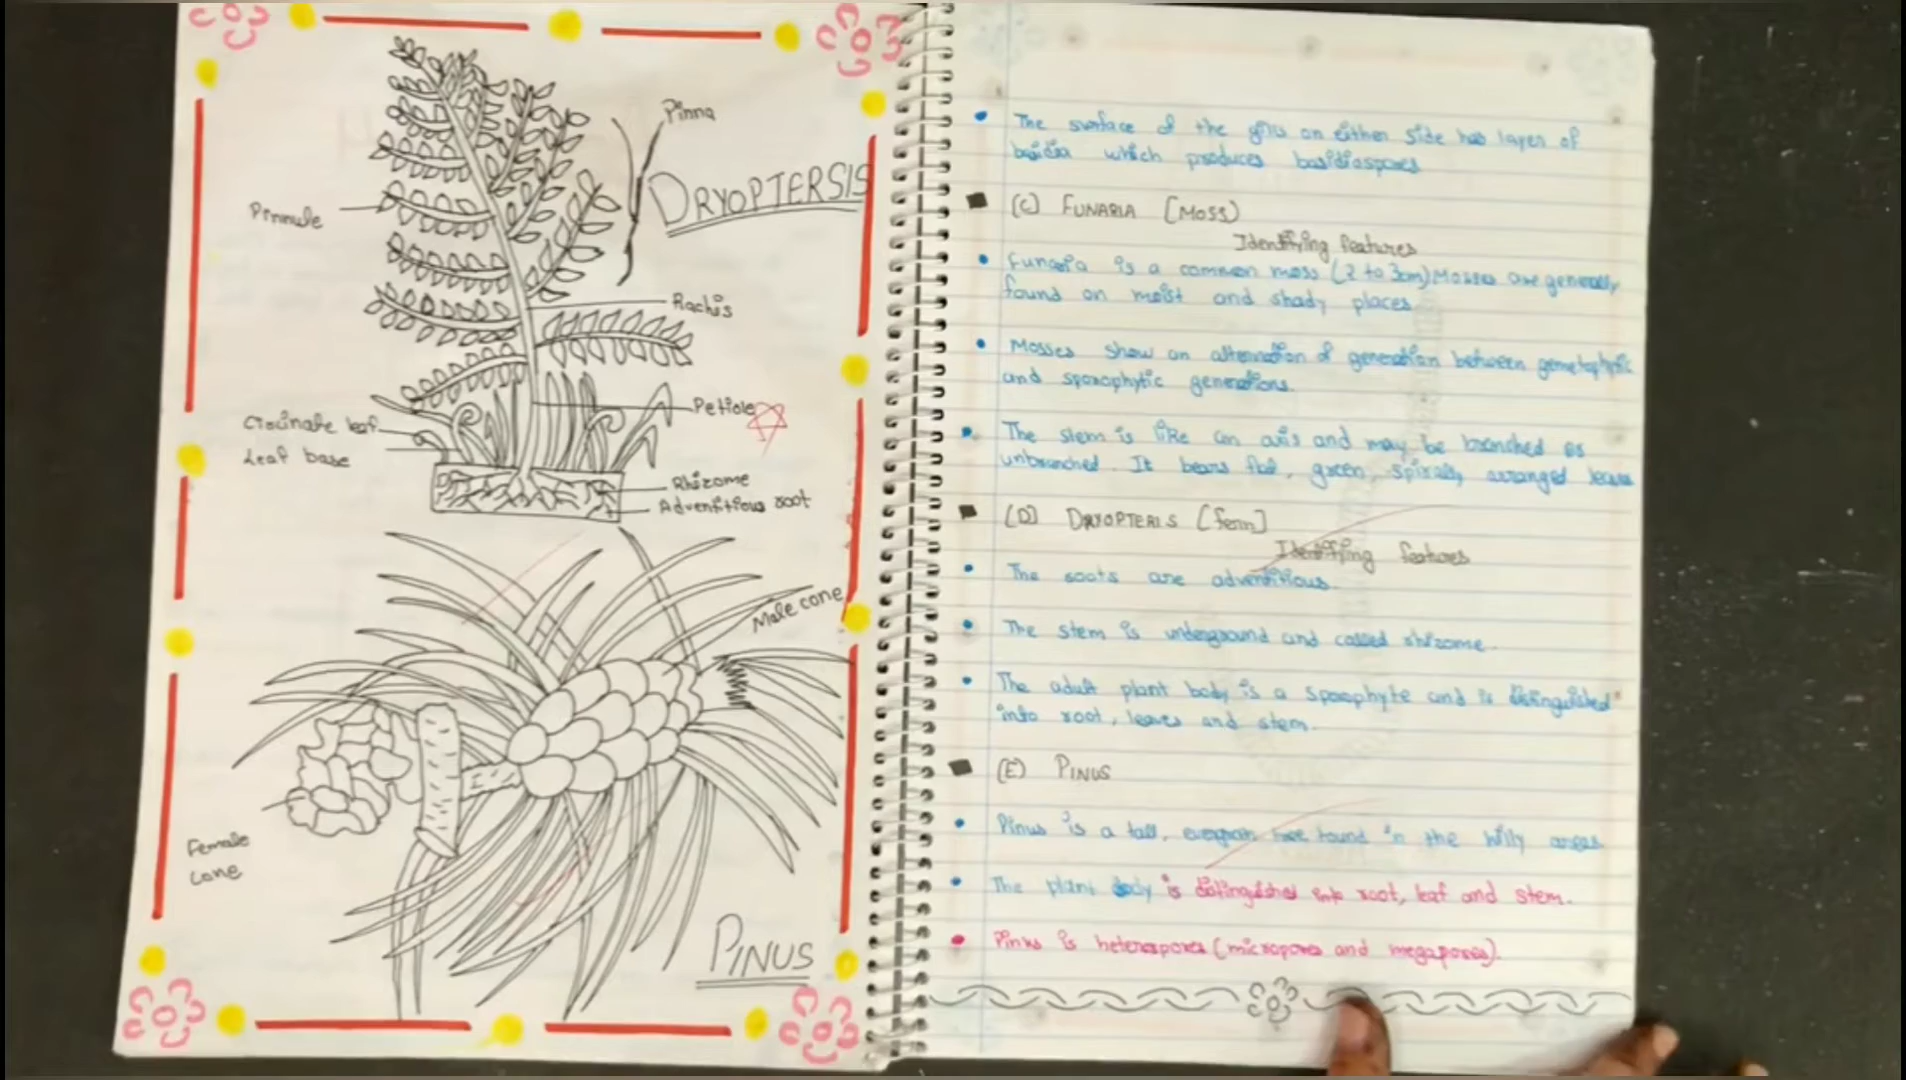 Pinna
DRYOPTERSIS
Pinnule
Rachis
Petiole
Circinate leaf
Leaf base
Rhizome
Adventitious root
Male cone
Female
cone
PINUS
The surface of the gills on either side has layer of
basidia which produces basidiospores
(C) FUNARIA [MOSS)
Identifying features
Funaria is a common moss (2 to 3cm) Mosses are generally
found on moist and shady places
Mosses show an alternation of generation between gametophytic
and sporophytic generations.
The stem is like an axis and may be branched or
unbranched. It bears flat, green, spirally arranged leaves
(D) DRYOPTERIS [fern]
Identifing features
The roots are adventitious.
The stem is underground and called rhizome.
The adult plant body is a sporophyte and is distinguished
into root, leaves and stem.
(E) PINUS
Pinus is a tall, evergreen tree found in the hilly areas
The plant body is distinguished into root, leaf and stem.
Pinus is heterospores (micropores and megapores).